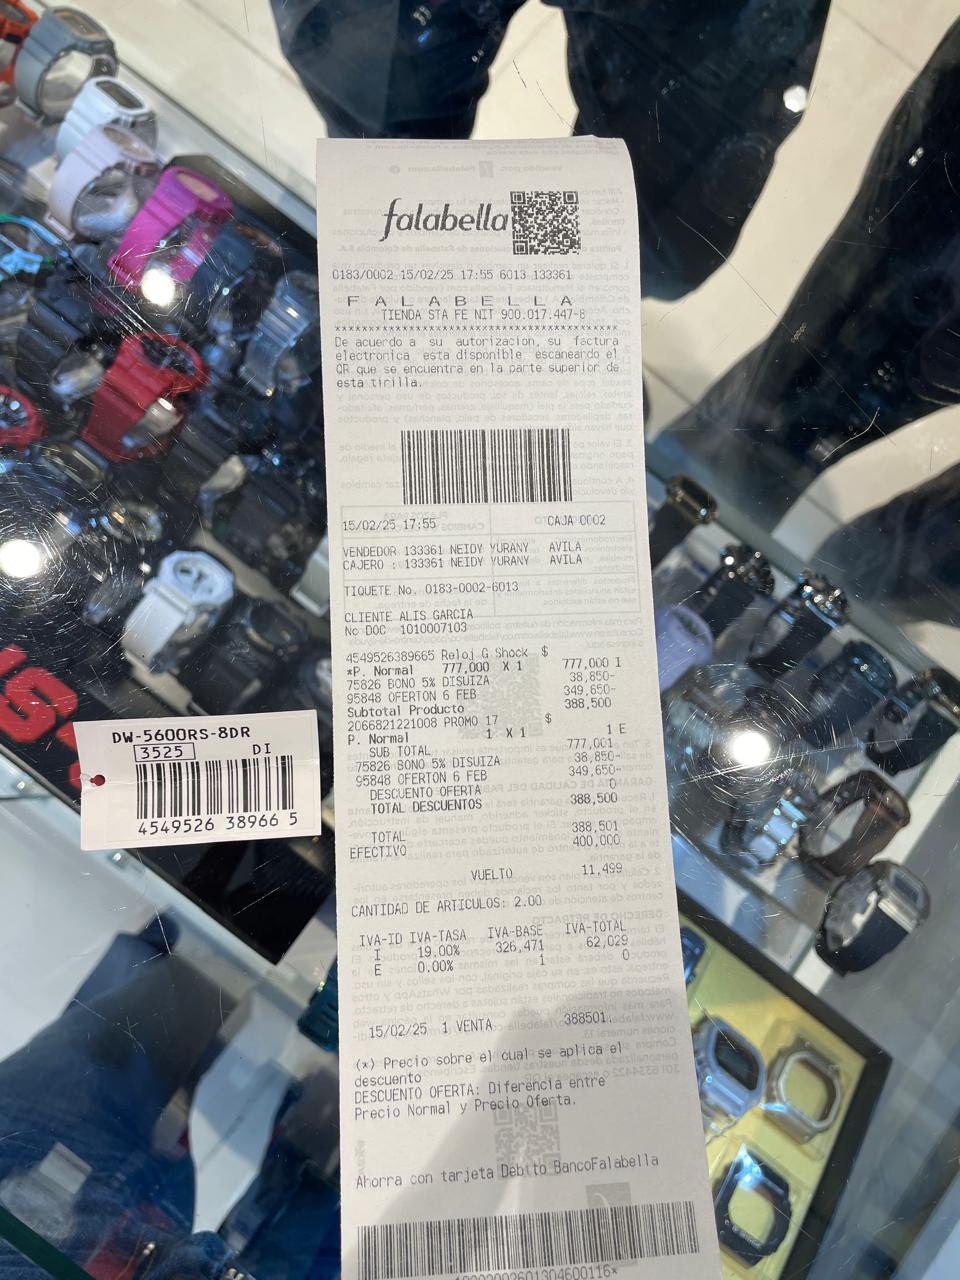 falabella
0183/0002 15/02/25 17:55 6013 133361
F A L A B E L L A
TIENDA STA FE NIT 900.017.447-8
De acuerdo a su autorizacion, su factura
electronica esta disponible escaneando el
QR que se encuentra en la parte superior de
esta tirilla.
15/02/25 17:55 CAJA 0002
VENDEDOR 133361 NEIDY YURANY AVILA
CAJERO : 133361 NEIDY YURANY AVILA
TIQUETE No. 0183-0002-6013
CLIENTE ALIS GARCIA
No DOC 1010007103
4549526389665 Reloj G Shock $
*P. Normal 777,000 X 1 777,000 I
75826 BONO 5% DISUIZA 38,850-
95848 OFERTON 6 FEB 349,650-
Subtotal Producto 388,500
2066821221008 PROMO 17 $
P. Normal 1 X 1 1 E
SUB TOTAL 777,001
75826 BONO 5% DISUIZA 38,850-
95848 OFERTON 6 FEB 349,650-
DESCUENTO OFERTA 0
TOTAL DESCUENTOS 388,500
TOTAL 388,501
EFECTIVO 400,000
VUELTO 11,499
CANTIDAD DE ARTICULOS: 2.00
IVA-ID IVA-TASA IVA-BASE IVA-TOTAL
I 19.00% 326,471 62,029
E 0.00% 1 0
15/02/25 1 VENTA 388501.
(*) Precio sobre el cual se aplica el
descuento
DESCUENTO OFERTA: Diferencia entre
Precio Normal y Precio Oferta.
Ahorra con tarjeta Debito BancoFalabella
DW-5600RS-8DR
3525 DI
4549526 38966 5